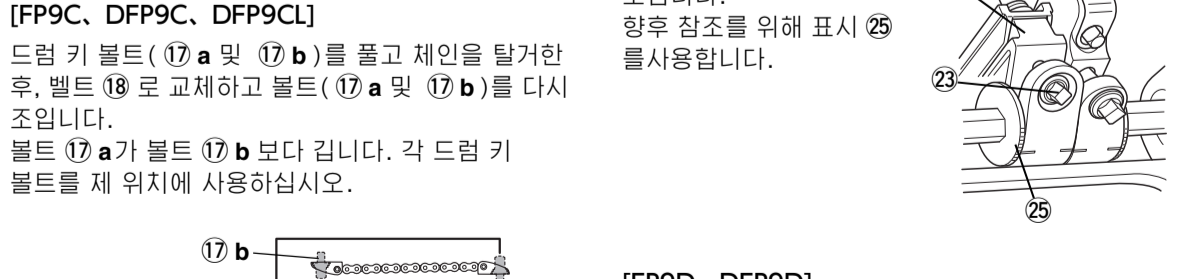 [FP9C、DFP9C、DFP9CL]
드럼 키 볼트( ⑰ a 및 ⑰ b )를 풀고 체인을 탈거한
후, 벨트 ⑱ 로 교체하고 볼트( ⑰ a 및 ⑰ b )를 다시
조입니다.
볼트 ⑰ a가 볼트 ⑰ b 보다 깁니다. 각 드럼 키
볼트를 제 위치에 사용하십시오.
⑰ b
향후 참조를 위해 표시 ㉕
를사용합니다.
㉓
㉕